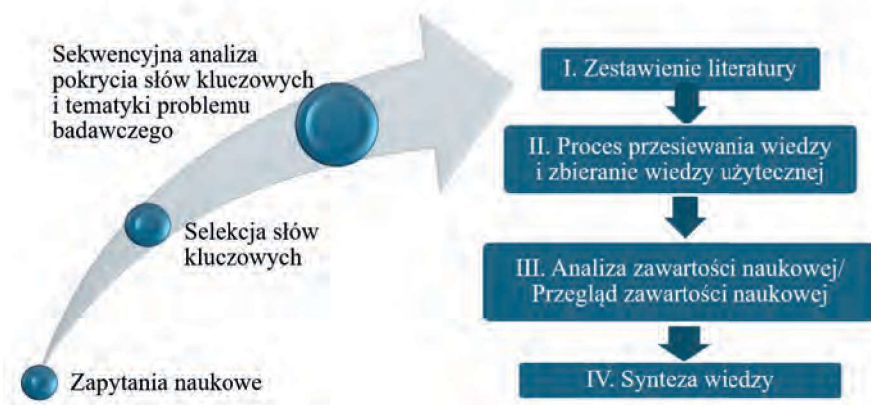 Sekwencyjna analiza
pokrycia słów kluczowych
i tematyki problemu
badawczego
Selekcja słów
kluczowych
Zapytania naukowe
I. Zestawienie literatury
II. Proces przesiewania wiedzy
i zbieranie wiedzy użytecznej
III. Analiza zawartości naukowej/
Przegląd zawartości naukowej
IV. Synteza wiedzy